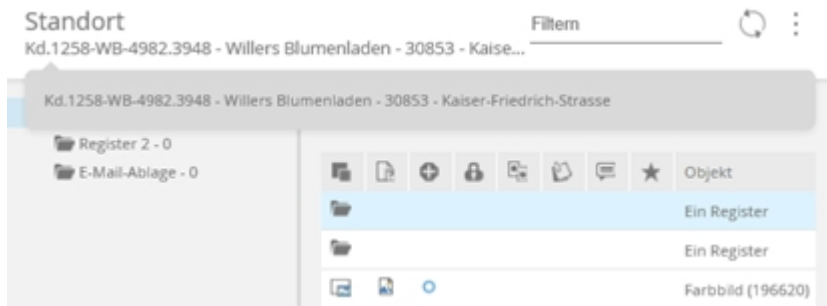 Standort
Filtern
Kd.1258-WB-4982.3948 - Willers Blumenladen - 30853 - Kaise...
Kd.1258-WB-4982.3948 - Willers Blumenladen - 30853 - Kaiser-Friedrich-Strasse
Register 2 - 0
E-Mail-Ablage - 0
Objekt
Ein Register
Ein Register
Farbbild (196620)